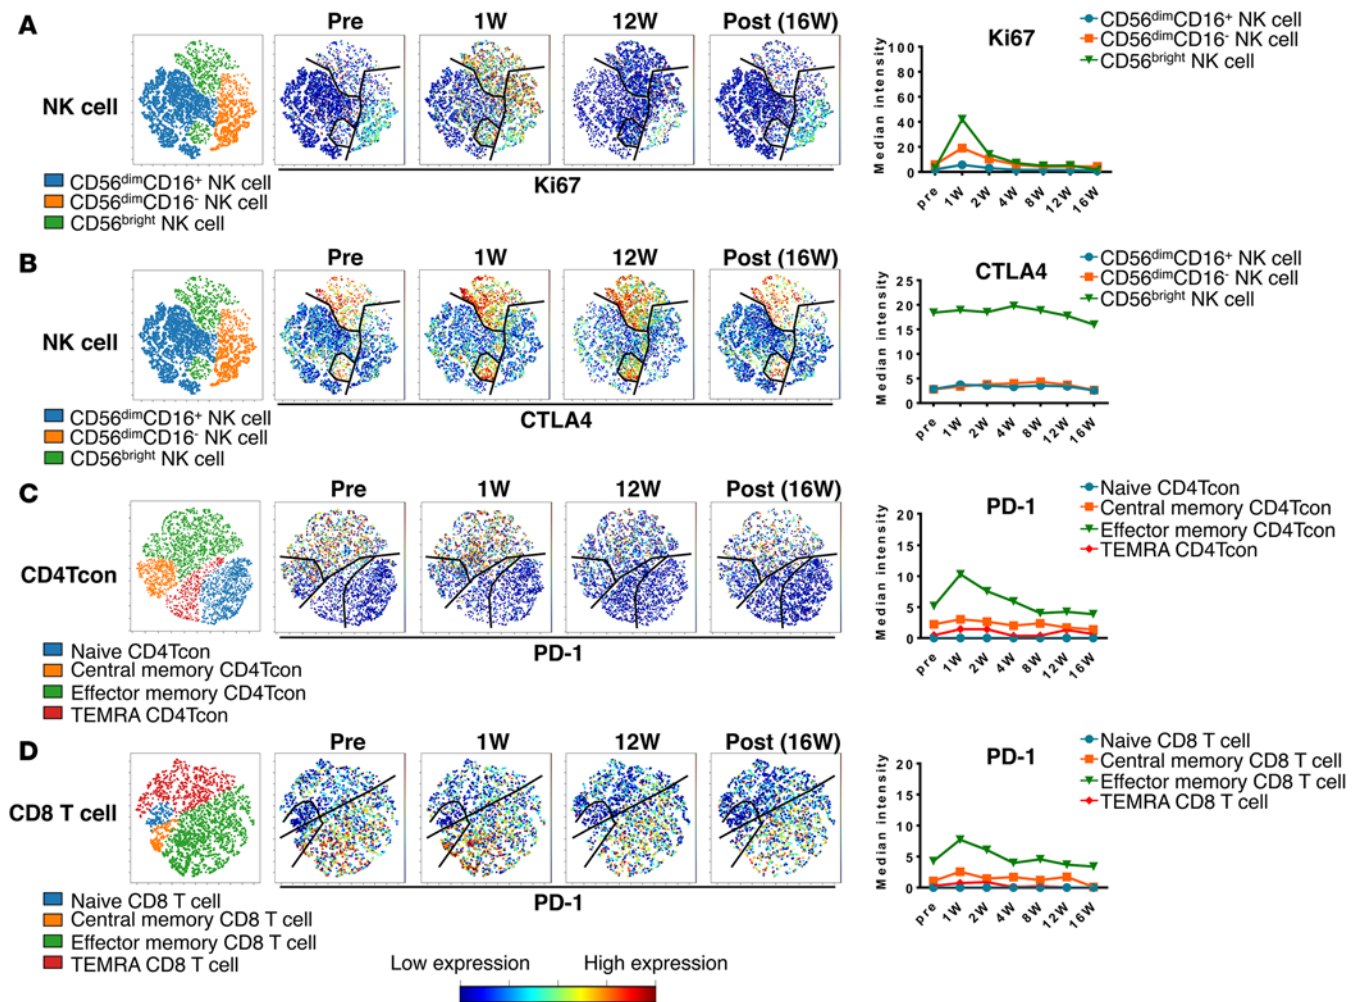 A
Pre
1W
12W
Post (16W)
NK cell
CD56dimCD16+ NK cell
CD56dimCD16- NK cell
CD56bright NK cell
Ki67
Ki67
CD56dimCD16+ NK cell
CD56dimCD16- NK cell
CD56bright NK cell
Median intensity
100
80
60
40
20
0
pre
1W
2W
4W
8W
12W
16W
B
Pre
1W
12W
Post (16W)
NK cell
CD56dimCD16+ NK cell
CD56dimCD16- NK cell
CD56bright NK cell
CTLA4
CTLA4
CD56dimCD16+ NK cell
CD56dimCD16- NK cell
CD56bright NK cell
Median intensity
25
20
15
10
5
0
pre
1W
2W
4W
8W
12W
16W
C
Pre
1W
12W
Post (16W)
CD4Tcon
Naive CD4Tcon
Central memory CD4Tcon
Effector memory CD4Tcon
TEMRA CD4Tcon
PD-1
PD-1
Naive CD4Tcon
Central memory CD4Tcon
Effector memory CD4Tcon
TEMRA CD4Tcon
Median intensity
20
15
10
5
0
pre
1W
2W
4W
8W
12W
16W
D
Pre
1W
12W
Post (16W)
CD8 T cell
Naive CD8 T cell
Central memory CD8 T cell
Effector memory CD8 T cell
TEMRA CD8 T cell
PD-1
PD-1
Naive CD8 T cell
Central memory CD8 T cell
Effector memory CD8 T cell
TEMRA CD8 T cell
Median intensity
20
15
10
5
0
pre
1W
2W
4W
8W
12W
16W
Low expression
High expression